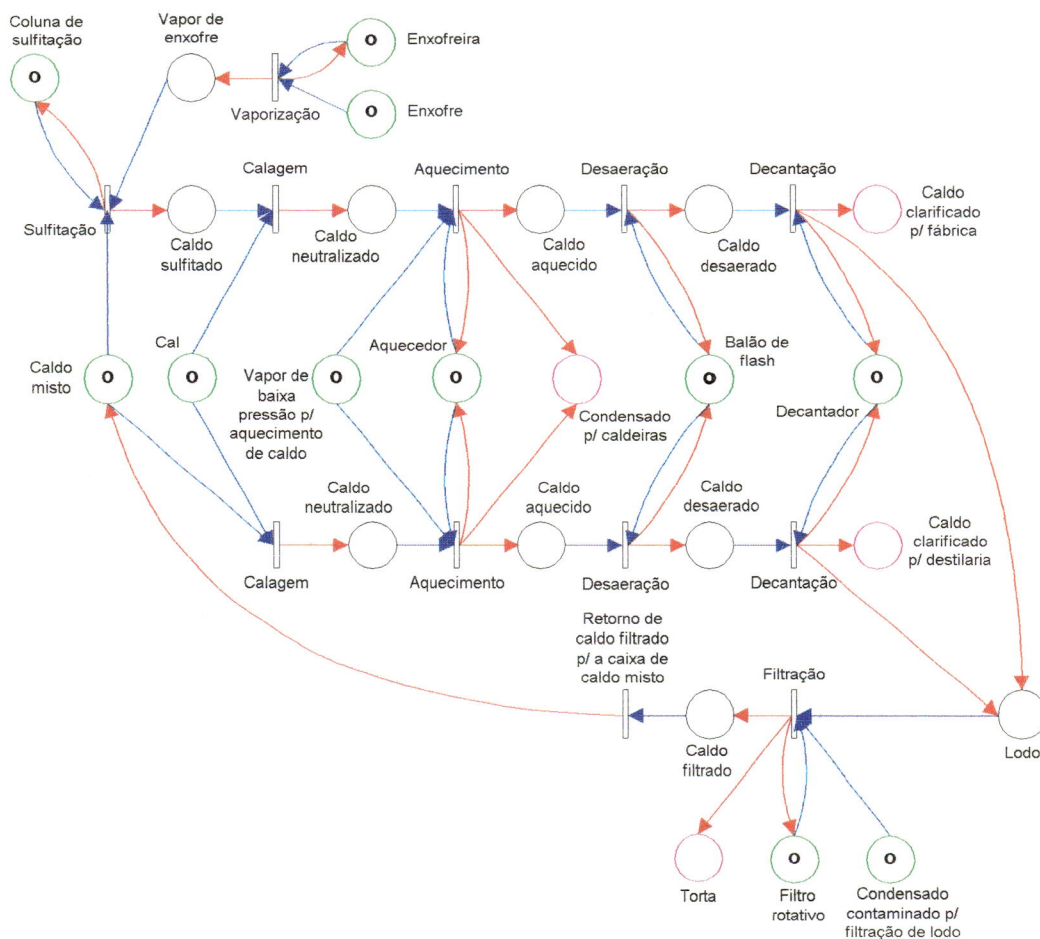 Coluna de
sulfitação
o
Vapor de
enxofre
o
Enxofreira
Vaporização
o
Enxofre
Sulfitação
Caldo
sulfitado
Calagem
Caldo
neutralizado
Aquecimento
Caldo
aquecido
Desaeração
Caldo
desaerado
Decantação
Caldo
clarificado
p/ fábrica
Caldo
misto
o
Cal
o
Vapor de
baixa
pressão p/
aquecimento
de caldo
o
Aquecedor
o
Condensado
p/ caldeiras
Balão de
flash
o
Decantador
o
Calagem
Caldo
neutralizado
Aquecimento
Caldo
aquecido
Desaeração
Caldo
desaerado
Decantação
Caldo
clarificado
p/ destilaria
Retorno de
caldo filtrado
p/ a caixa de
caldo misto
Caldo
filtrado
Filtração
Lodo
Torta
o
Filtro
rotativo
o
Condensado
contaminado p/
filtração de lodo